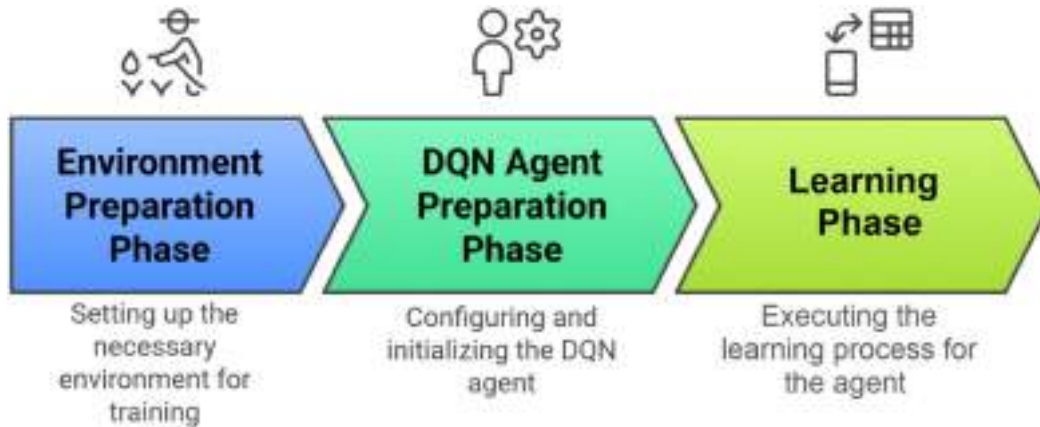 Environment
Preparation
Phase
DQN Agent
Preparation
Phase
Learning
Phase
Setting up the
necessary
environment for
training
Configuring and
initializing the DQN
agent
Executing the
learning process for
the agent